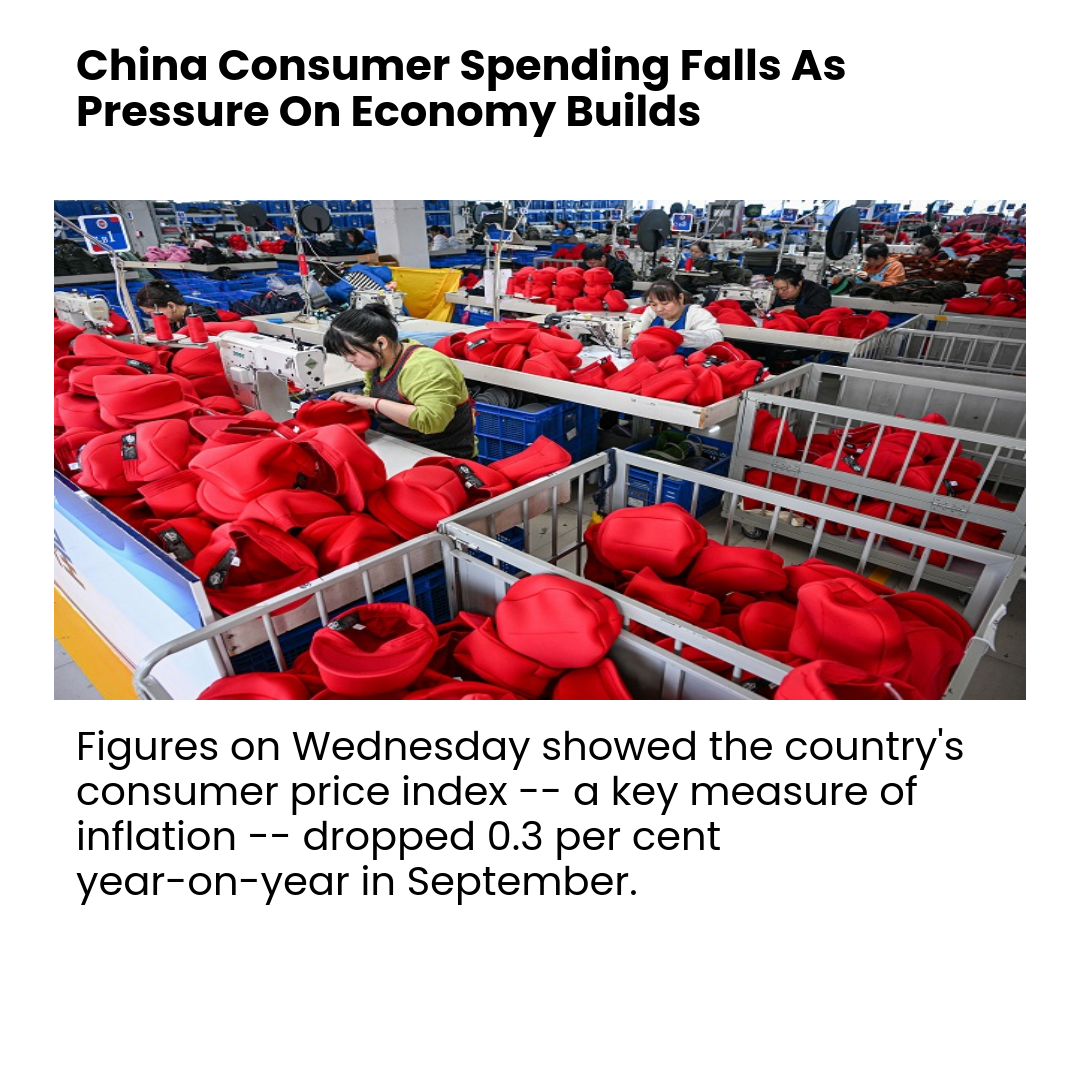 China Consumer Spending Falls As
Pressure On Economy Builds
Figures on Wednesday showed the country's
consumer price index -- a key measure of
inflation -- dropped 0.3 per cent
year-on-year in September.